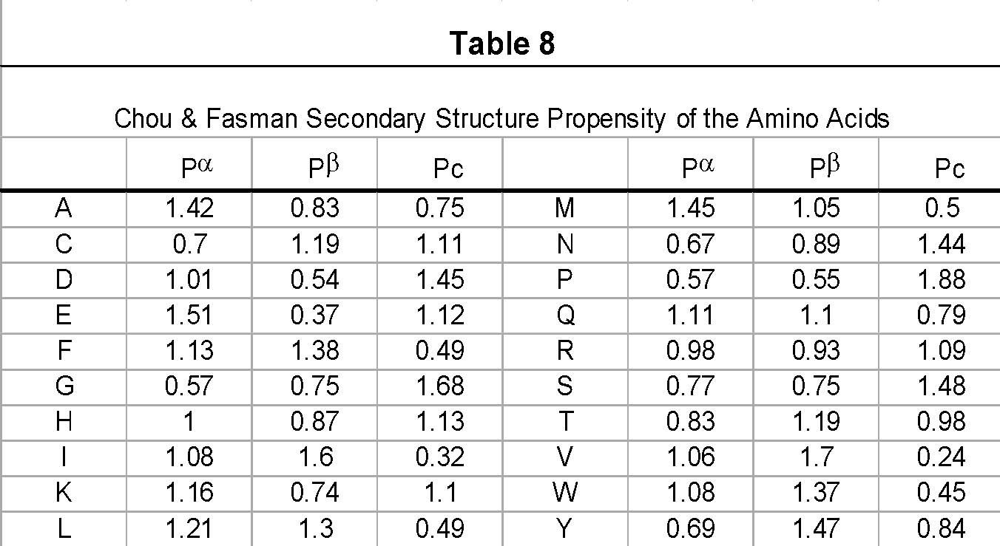 Table 8
Chou & Fasman Secondary Structure Propensity of the Amino Acids
Pα Pβ Pc Pα Pβ Pc
A 1.42 0.83 0.75 M 1.45 1.05 0.5
C 0.7 1.19 1.11 N 0.67 0.89 1.44
D 1.01 0.54 1.45 P 0.57 0.55 1.88
E 1.51 0.37 1.12 Q 1.11 1.1 0.79
F 1.13 1.38 0.49 R 0.98 0.93 1.09
G 0.57 0.75 1.68 S 0.77 0.75 1.48
H 1 0.87 1.13 T 0.83 1.19 0.98
I 1.08 1.6 0.32 V 1.06 1.7 0.24
K 1.16 0.74 1.1 W 1.08 1.37 0.45
L 1.21 1.3 0.49 Y 0.69 1.47 0.84